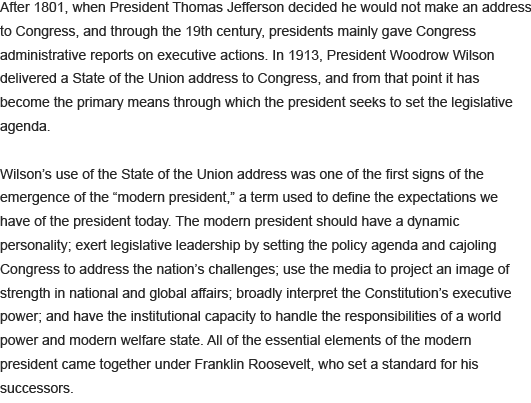 After 1801, when President Thomas Jefferson decided he would not make an address
to Congress, and through the 19th century, presidents mainly gave Congress
administrative reports on executive actions. In 1913, President Woodrow Wilson
delivered a State of the Union address to Congress, and from that point it has
become the primary means through which the president seeks to set the legislative
agenda.
Wilson’s use of the State of the Union address was one of the first signs of the
emergence of the “modern president,” a term used to define the expectations we
have of the president today. The modern president should have a dynamic
personality; exert legislative leadership by setting the policy agenda and cajoling
Congress to address the nation’s challenges; use the media to project an image of
strength in national and global affairs; broadly interpret the Constitution’s executive
power; and have the institutional capacity to handle the responsibilities of a world
power and modern welfare state. All of the essential elements of the modern
president came together under Franklin Roosevelt, who set a standard for his
successors.